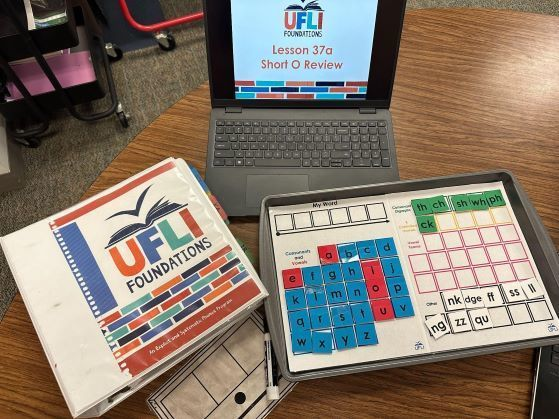 UFLI
FOUNDATIONS
Lesson 37a
Short O Review
UFLI
FOUNDATIONS
An Explicit and Systematic Phonics Program
My Word
Consonants
and
Vowels
a b c d
e f g h i j
k l m n o p
q r s t u v
w x y z
Consonant
Digraphs
th ch sh wh ph
ck
Vowel
Teams
Other
nk dge ff ss ll
ng zz qu
UFLI